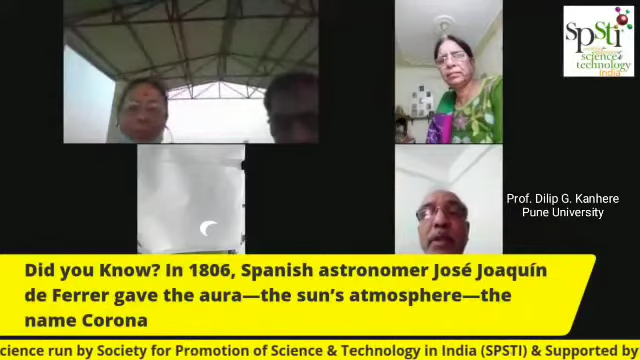 spsti
science
technology
India
Prof. Dilip G. Kanhere
Pune University
Did you Know? In 1806, Spanish astronomer José Joaquín
de Ferrer gave the aura—the sun's atmosphere—the
name Corona
cience run by Society for Promotion of Science & Technology in India (SPSTI) & Supported by